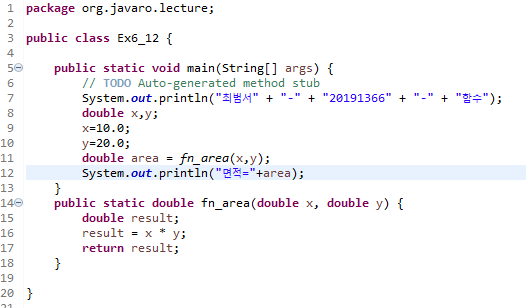 1 package org.javaro.lecture;
2
3 public class Ex6_12 {
4
5 public static void main(String[] args) {
6 // TODO Auto-generated method stub
7 System.out.println("최범서" + "-" + "20191366" + "-" + "함수");
8 double x,y;
9 x=10.0;
10 y=20.0;
11 double area = fn_area(x,y);
12 System.out.println("면적="+area);
13 }
14 public static double fn_area(double x, double y) {
15 double result;
16 result = x * y;
17 return result;
18 }
19
20 }
21